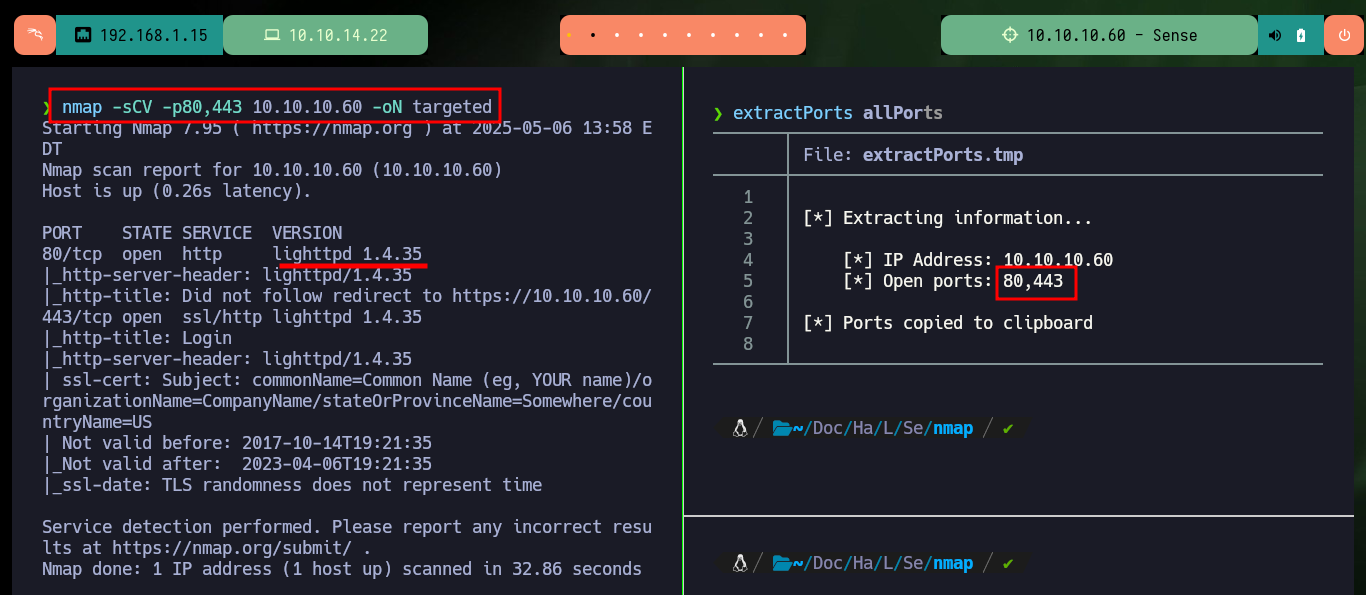 192.168.1.15
10.10.14.22
10.10.10.60 - Sense
❯ nmap -sCV -p80,443 10.10.10.60 -oN targeted
Starting Nmap 7.95 ( https://nmap.org ) at 2025-05-06 13:58 E
DT
Nmap scan report for 10.10.10.60 (10.10.10.60)
Host is up (0.26s latency).
PORT    STATE SERVICE  VERSION
80/tcp  open  http     lighttpd 1.4.35
|_http-server-header: lighttpd/1.4.35
|_http-title: Did not follow redirect to https://10.10.10.60/
443/tcp open  ssl/http lighttpd 1.4.35
|_http-title: Login
|_http-server-header: lighttpd/1.4.35
| ssl-cert: Subject: commonName=Common Name (eg, YOUR name)/o
rganizationName=CompanyName/stateOrProvinceName=Somewhere/cou
ntryName=US
| Not valid before: 2017-10-14T19:21:35
|_Not valid after:  2023-04-06T19:21:35
|_ssl-date: TLS randomness does not represent time
Service detection performed. Please report any incorrect resu
lts at https://nmap.org/submit/ .
Nmap done: 1 IP address (1 host up) scanned in 32.86 seconds
❯ extractPorts allPorts
File: extractPorts.tmp
1
2 [*] Extracting information...
3
4 [*] IP Address: 10.10.10.60
5 [*] Open ports: 80,443
6
7 [*] Ports copied to clipboard
8
/ ~/Doc/Ha/L/Se/nmap / ✔
/ ~/Doc/Ha/L/Se/nmap / ✔